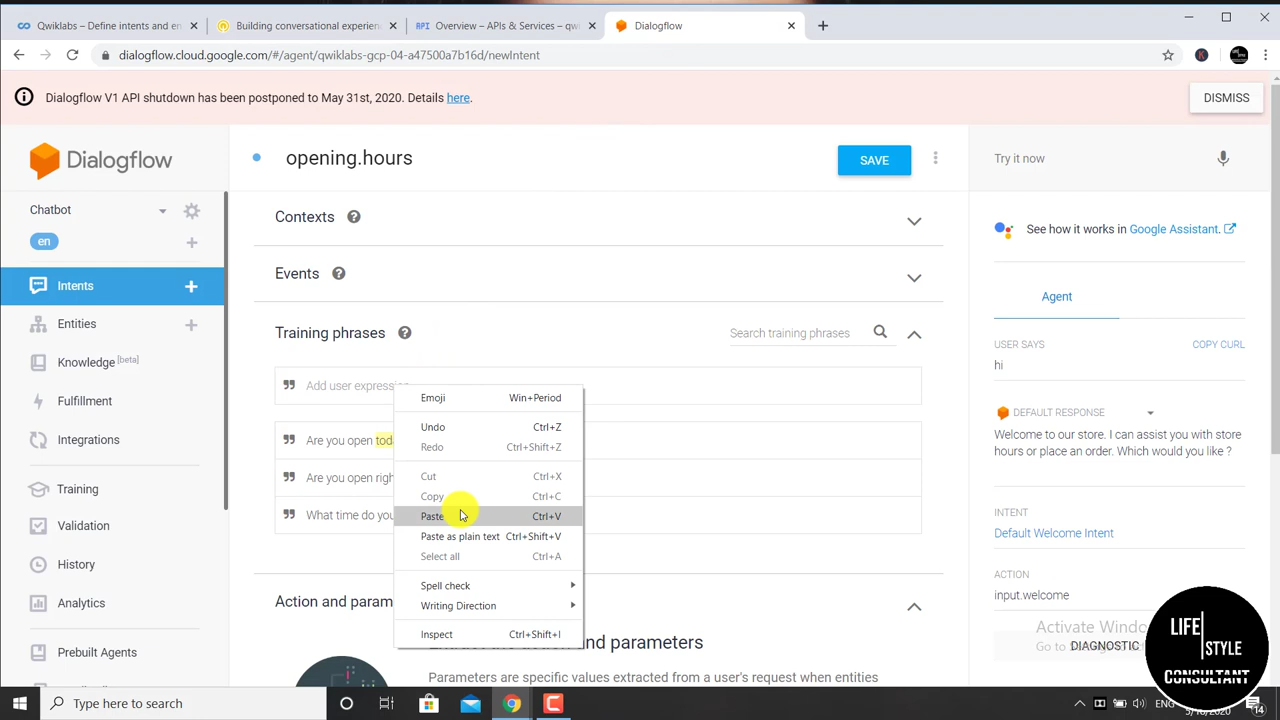 Qwiklabs – Define intents and en
Building conversational experien
API Overview – APIs & Services – qw
Dialogflow
dialogflow.cloud.google.com/#/agent/qwiklabs-gcp-04-a47500a7b16d/newIntent
K
Dialogflow V1 API shutdown has been postponed to May 31st, 2020. Details here.
DISMISS
Dialogflow
opening.hours
SAVE
Try it now
Chatbot
en
Intents
Entities
Knowledge [beta]
Fulfillment
Integrations
Training
Validation
History
Analytics
Prebuilt Agents
Contexts
Events
Training phrases
Search training phrases
Add user expression
Are you open tod
Are you open righ
What time do you
Action and param
Extract the action and parameters
Parameters are specific values extracted from a user's request when entities
Emoji Win+Period
Undo Ctrl+Z
Redo Ctrl+Shift+Z
Cut Ctrl+X
Copy Ctrl+C
Paste Ctrl+V
Paste as plain text Ctrl+Shift+V
Select all Ctrl+A
Spell check
Writing Direction
Inspect Ctrl+Shift+I
See how it works in Google Assistant.
Agent
USER SAYS
COPY CURL
hi
DEFAULT RESPONSE
Welcome to our store. I can assist you with store
hours or place an order. Which would you like ?
INTENT
Default Welcome Intent
ACTION
input.welcome
Activate Windo
Go to
DIAGNOSTIC
LIFE
STYLE
CONSULTANT
Type here to search
ENG
14